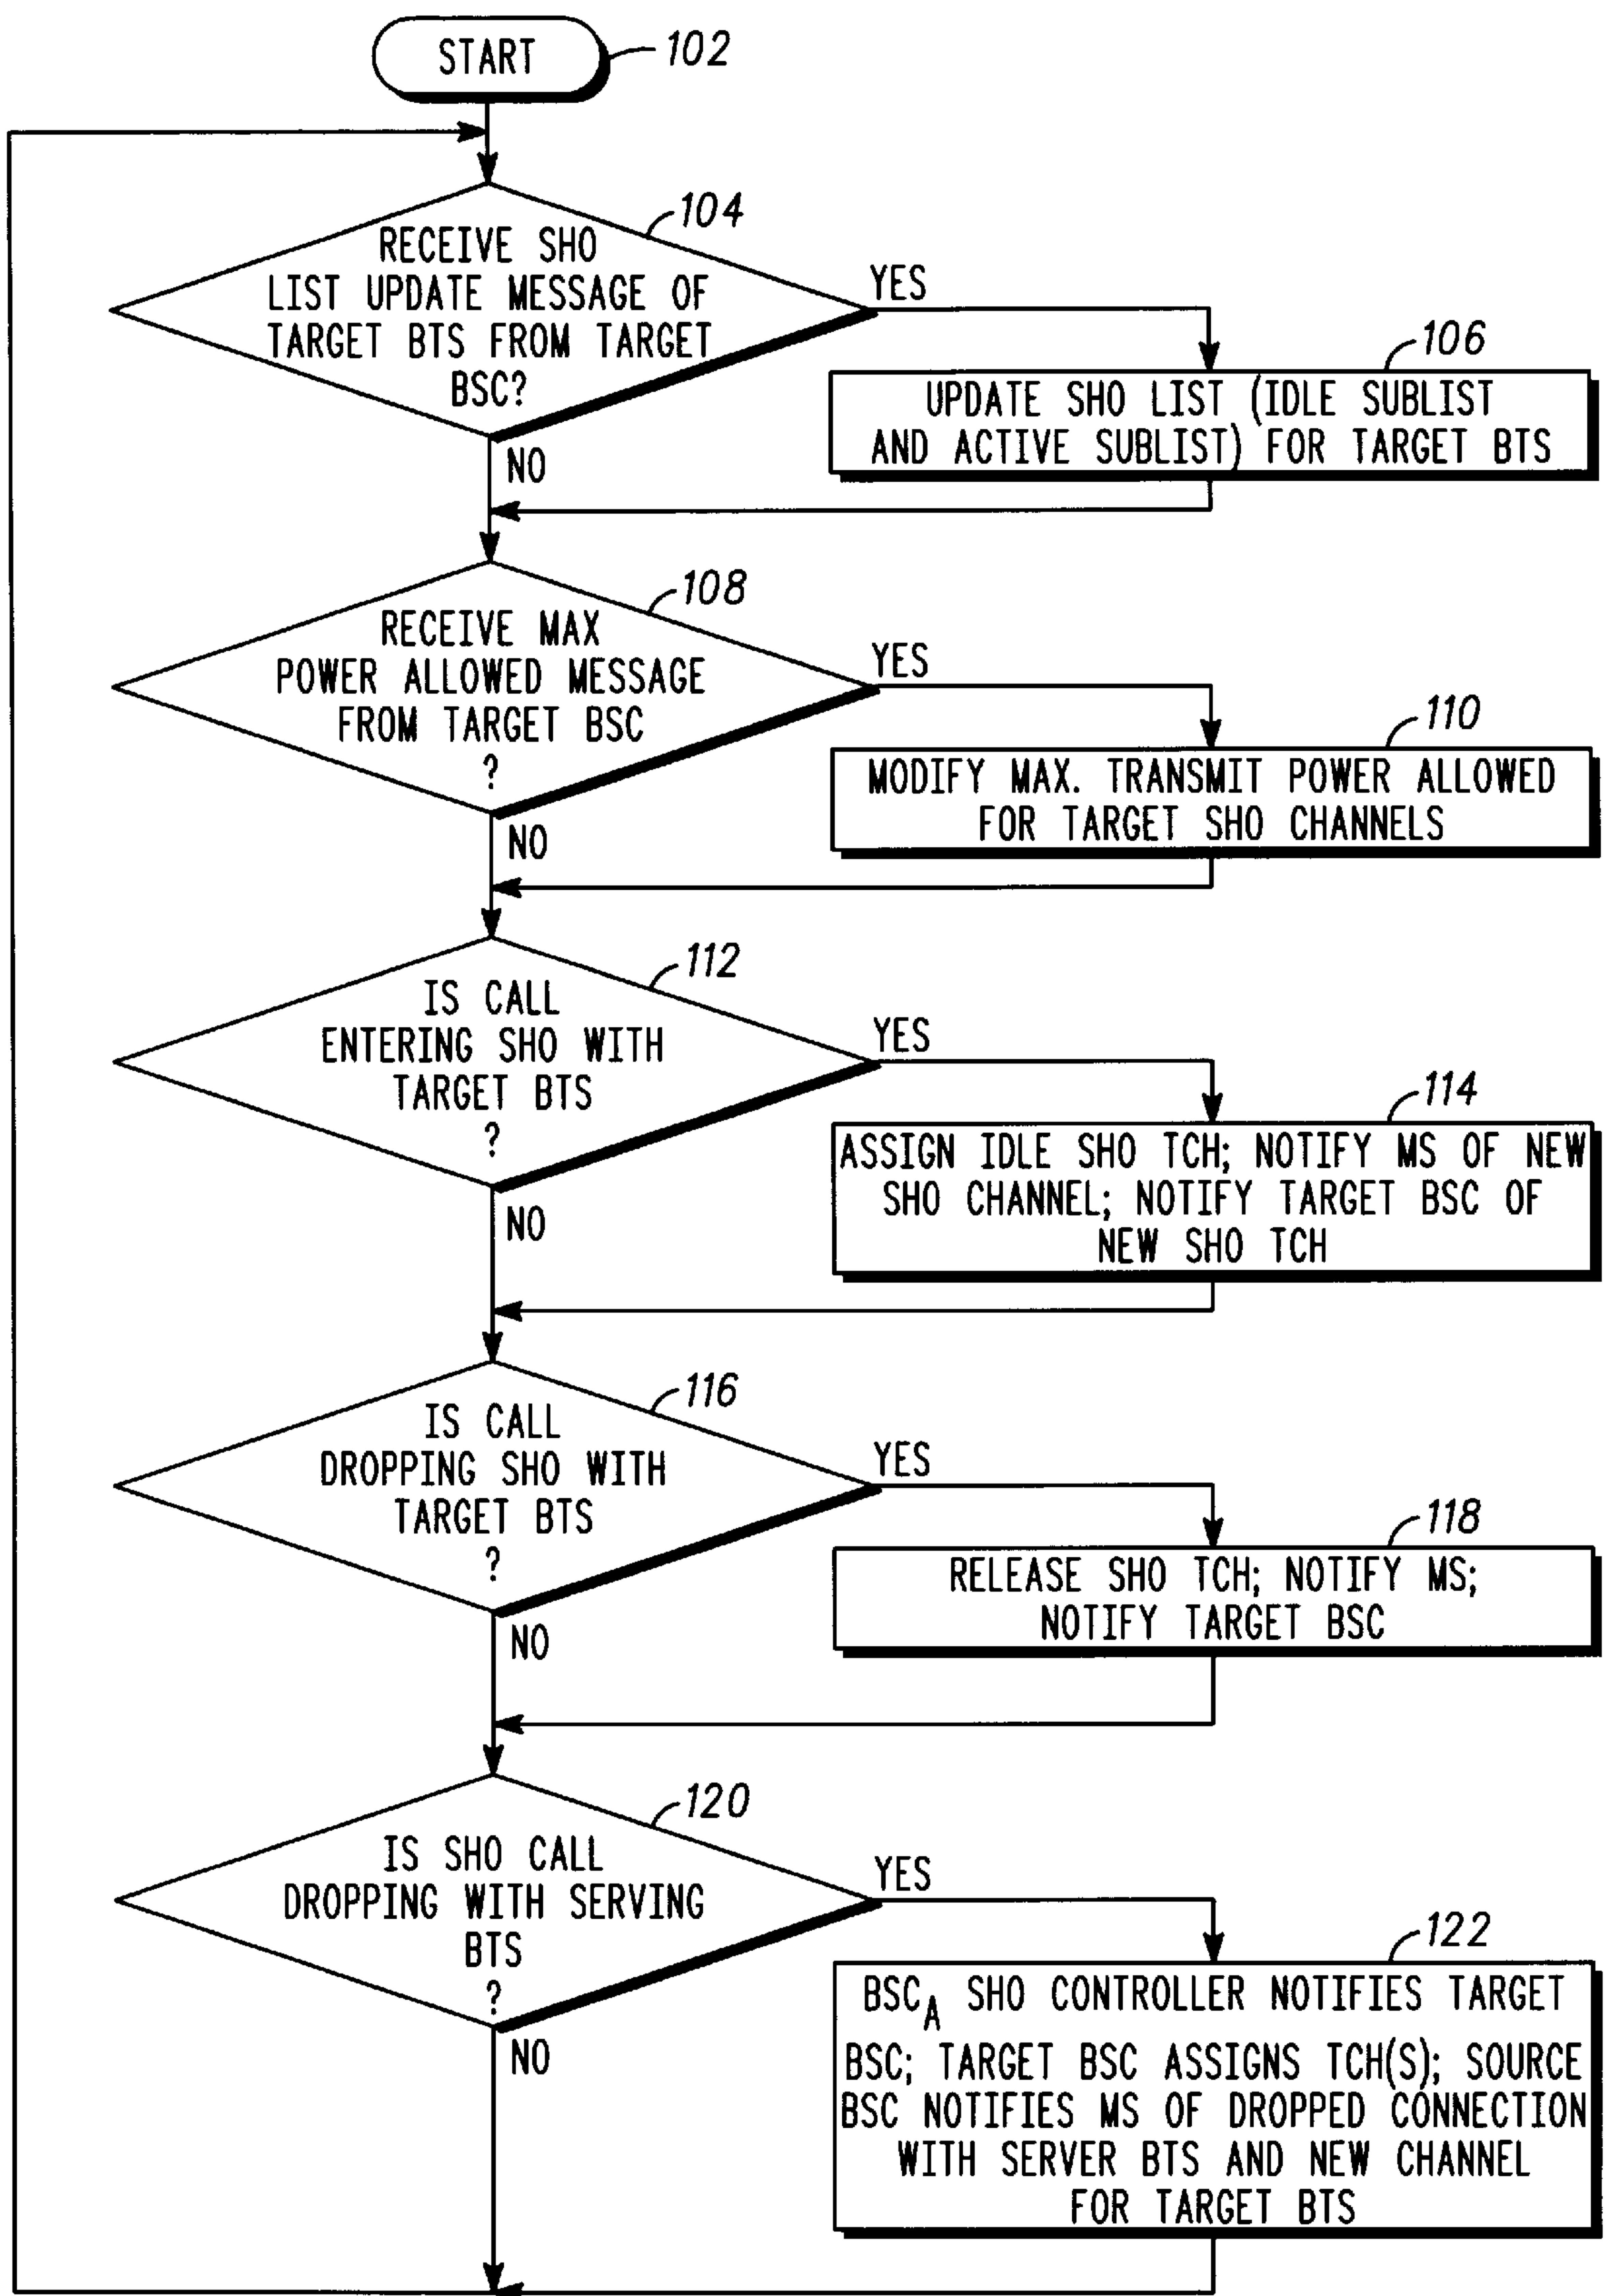 START
102
104
RECEIVE SHO
LIST UPDATE MESSAGE OF
TARGET BTS FROM TARGET
BSC?
YES
NO
106
UPDATE SHO LIST (IDLE SUBLIST
AND ACTIVE SUBLIST) FOR TARGET BTS
108
RECEIVE MAX
POWER ALLOWED MESSAGE
FROM TARGET BSC
?
YES
NO
110
MODIFY MAX. TRANSMIT POWER ALLOWED
FOR TARGET SHO CHANNELS
112
IS CALL
ENTERING SHO WITH
TARGET BTS
?
YES
NO
114
ASSIGN IDLE SHO TCH; NOTIFY MS OF NEW
SHO CHANNEL; NOTIFY TARGET BSC OF
NEW SHO TCH
116
IS CALL
DROPPING SHO WITH
TARGET BTS
?
YES
NO
118
RELEASE SHO TCH; NOTIFY MS;
NOTIFY TARGET BSC
120
IS SHO CALL
DROPPING WITH SERVING
BTS
?
YES
NO
122
BSCA SHO CONTROLLER NOTIFIES TARGET
BSC; TARGET BSC ASSIGNS TCH(S); SOURCE
BSC NOTIFIES MS OF DROPPED CONNECTION
WITH SERVER BTS AND NEW CHANNEL
FOR TARGET BTS